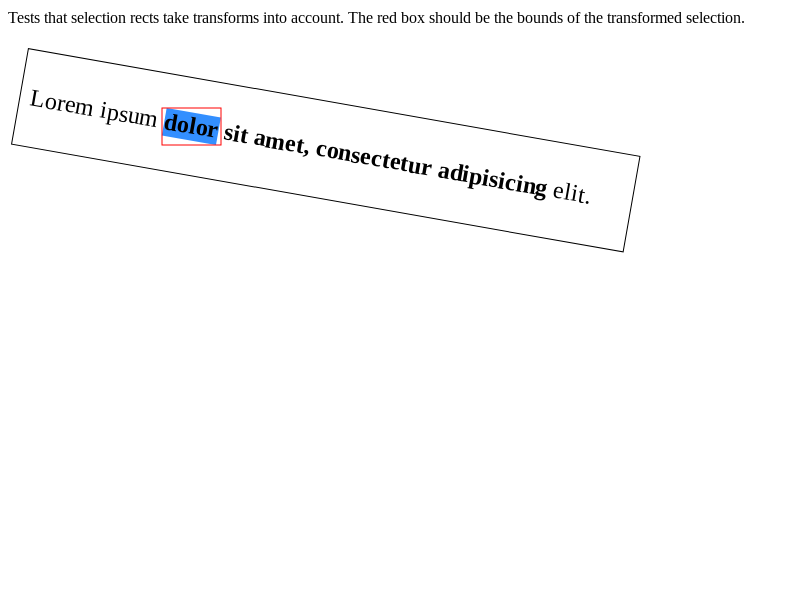 Tests that selection rects take transforms into account. The red box should be the bounds of the transformed selection.
Lorem ipsum dolor sit amet, consectetur adipisicing elit.